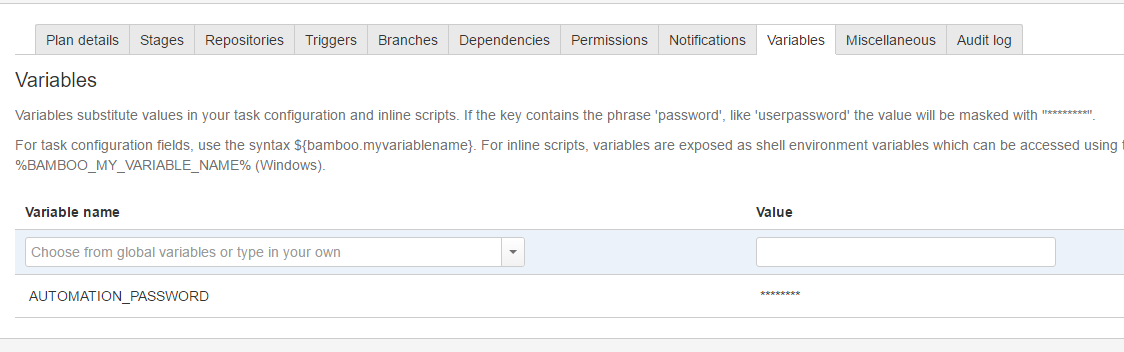 Plan details Stages Repositories Triggers Branches Dependencies Permissions Notifications Variables Miscellaneous Audit log
Variables
Variables substitute values in your task configuration and inline scripts. If the key contains the phrase 'password', like 'userpassword' the value will be masked with "********".
For task configuration fields, use the syntax ${bamboo.myvariablename}. For inline scripts, variables are exposed as shell environment variables which can be accessed using
%BAMBOO_MY_VARIABLE_NAME% (Windows).
Variable name Value
Choose from global variables or type in your own
AUTOMATION_PASSWORD ********